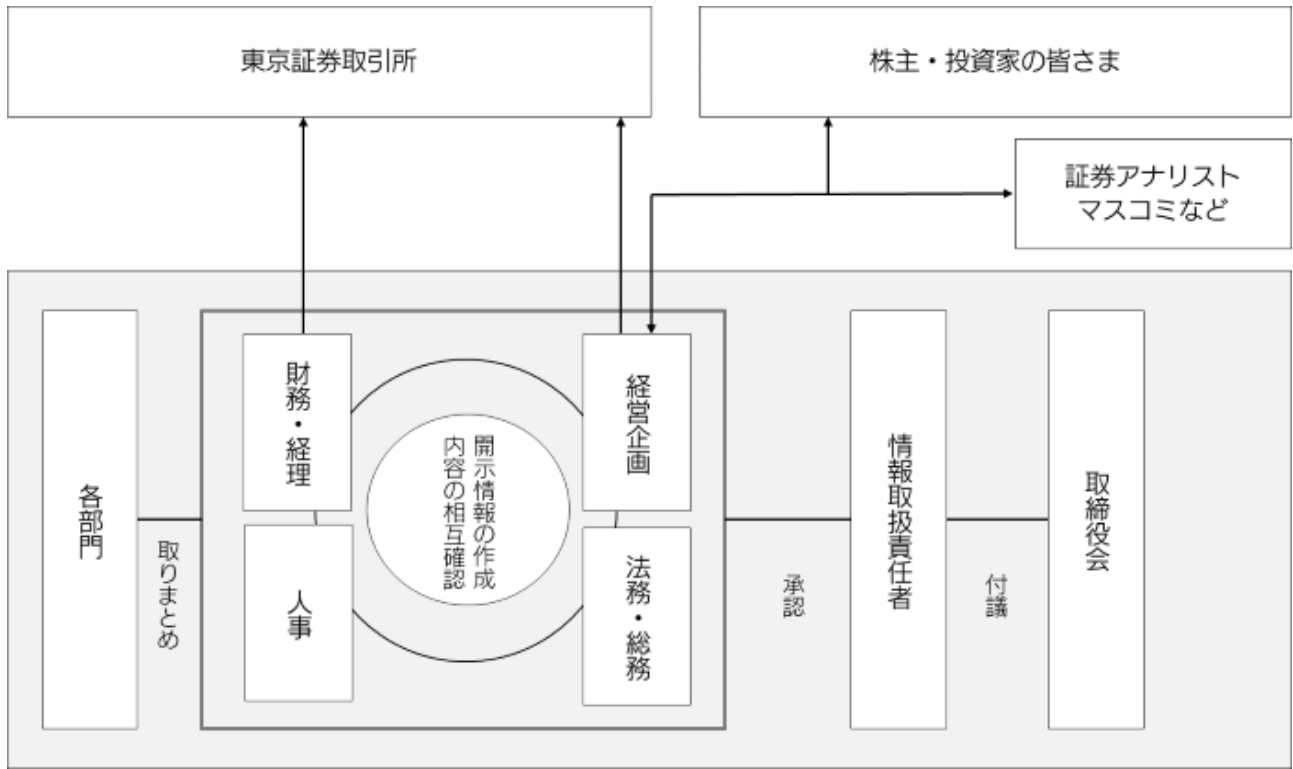 東京証券取引所
株主・投資家の皆さま
証券アナリスト
マスコミなど
各部門
取りまとめ
財務・経理
人事
開示情報の作成
内容の相互確認
経営企画
法務・総務
承認
情報取扱責任者
付議
取締役会